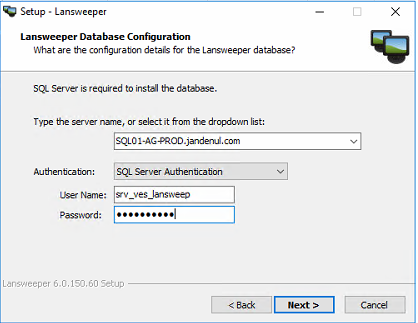 Setup - Lansweeper
Lansweeper Database Configuration
What are the configuration details for the Lansweeper database?
SQL Server is required to install the database.
Type the server name, or select it from the dropdown list:
SQL01-AG-PROD.jandenul.com
Authentication: SQL Server Authentication
User Name: srv_ves_lansweep
Password: ●●●●●●●●●●
Lansweeper 6.0.150.60 Setup
< Back Next > Cancel